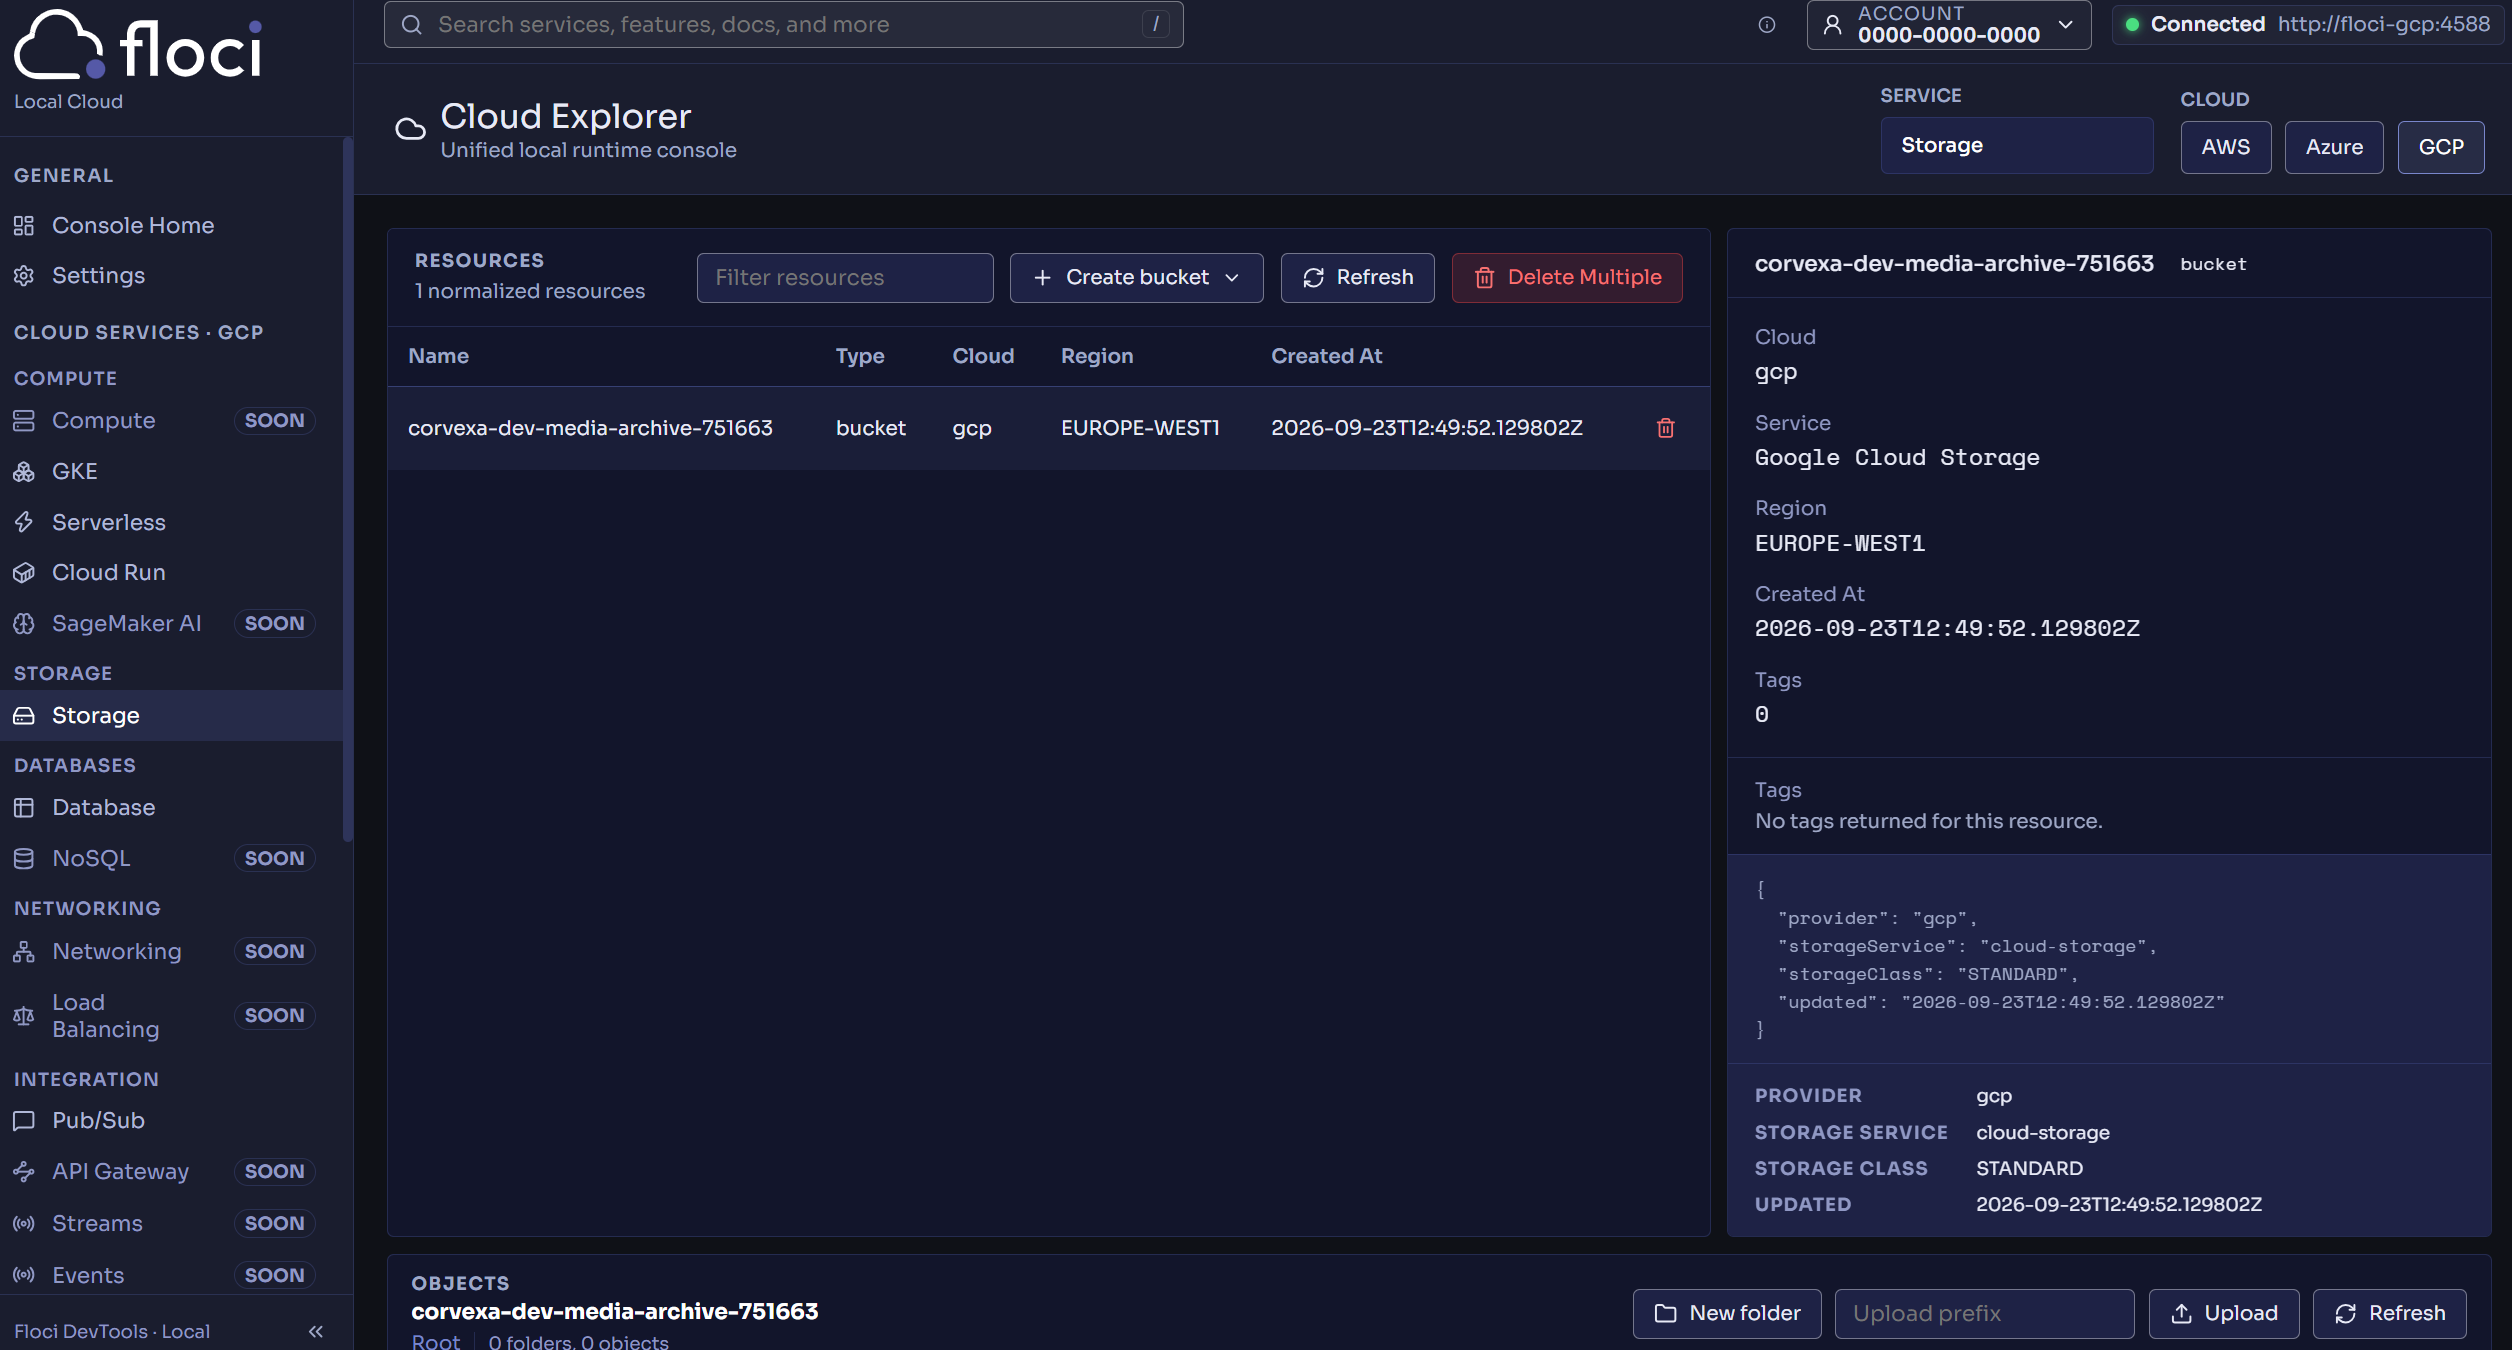 floci
Local Cloud
GENERAL
Console Home
Settings
CLOUD SERVICES · GCP
COMPUTE
Compute SOON
GKE
Serverless
Cloud Run
SageMaker AI SOON
STORAGE
Storage
DATABASES
Database
NoSQL SOON
NETWORKING
Networking SOON
Load
Balancing SOON
INTEGRATION
Pub/Sub
API Gateway SOON
Streams SOON
Events SOON
Floci DevTools · Local
Search services, features, docs, and more /
ACCOUNT
0000-0000-0000
Connected http://floci-gcp:4588
Cloud Explorer
Unified local runtime console
SERVICE
Storage
CLOUD
AWS Azure GCP
RESOURCES
1 normalized resources
Filter resources
Create bucket
Refresh
Delete Multiple
Name Type Cloud Region Created At
corvexa-dev-media-archive-751663 bucket gcp EUROPE-WEST1 2026-09-23T12:49:52.129802Z
corvexa-dev-media-archive-751663 bucket
Cloud
gcp
Service
Google Cloud Storage
Region
EUROPE-WEST1
Created At
2026-09-23T12:49:52.129802Z
Tags
0
Tags
No tags returned for this resource.
{
"provider": "gcp",
"storageService": "cloud-storage",
"storageClass": "STANDARD",
"updated": "2026-09-23T12:49:52.129802Z"
}
PROVIDER gcp
STORAGE SERVICE cloud-storage
STORAGE CLASS STANDARD
UPDATED 2026-09-23T12:49:52.129802Z
OBJECTS
corvexa-dev-media-archive-751663
Root 0 folders, 0 objects
New folder
Upload prefix
Upload
Refresh